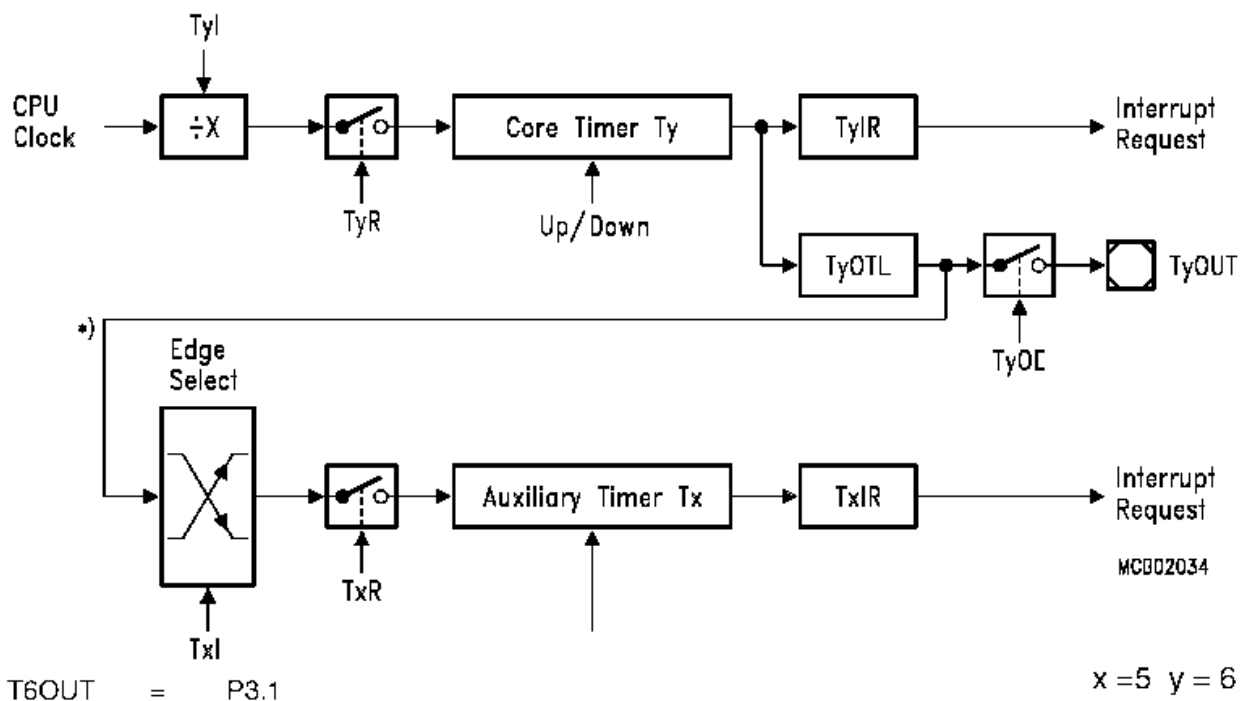 TyI
CPU
Clock
÷X
Core Timer Ty
TyIR
Interrupt
Request
TyR
Up/Down
TyOTL
TyOUT
*)
TyOE
Edge
Select
Auxiliary Timer Tx
TxIR
Interrupt
Request
MCB02034
TxR
TxI
T6OUT = P3.1
x =5 y = 6